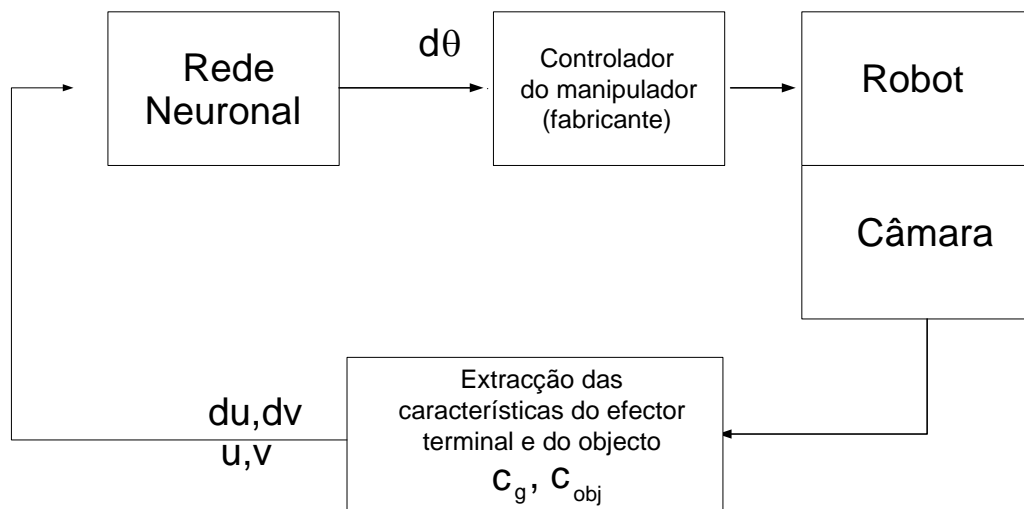 Rede
Neuronal
dθ
Controlador
do manipulador
(fabricante)
Robot
Câmara
Extracção das
características do efector
terminal e do objecto
c_g, c_obj
du,dv
u,v